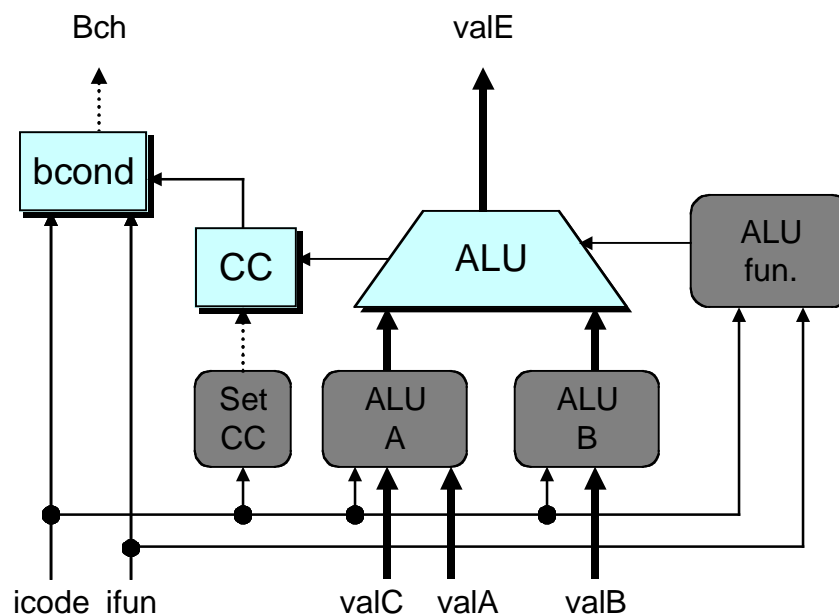 Bch
valE
bcond
CC
ALU
ALU
fun.
Set
CC
ALU
A
ALU
B
icode
ifun
valC
valA
valB